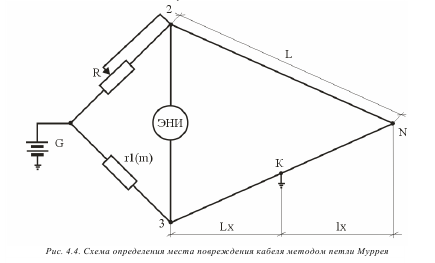 2
L
R
ЭНИ
N
G
r1(m)
K
3
Lx
lx
Рис. 4.4. Схема определения места повреждения кабеля методом петли Муррея